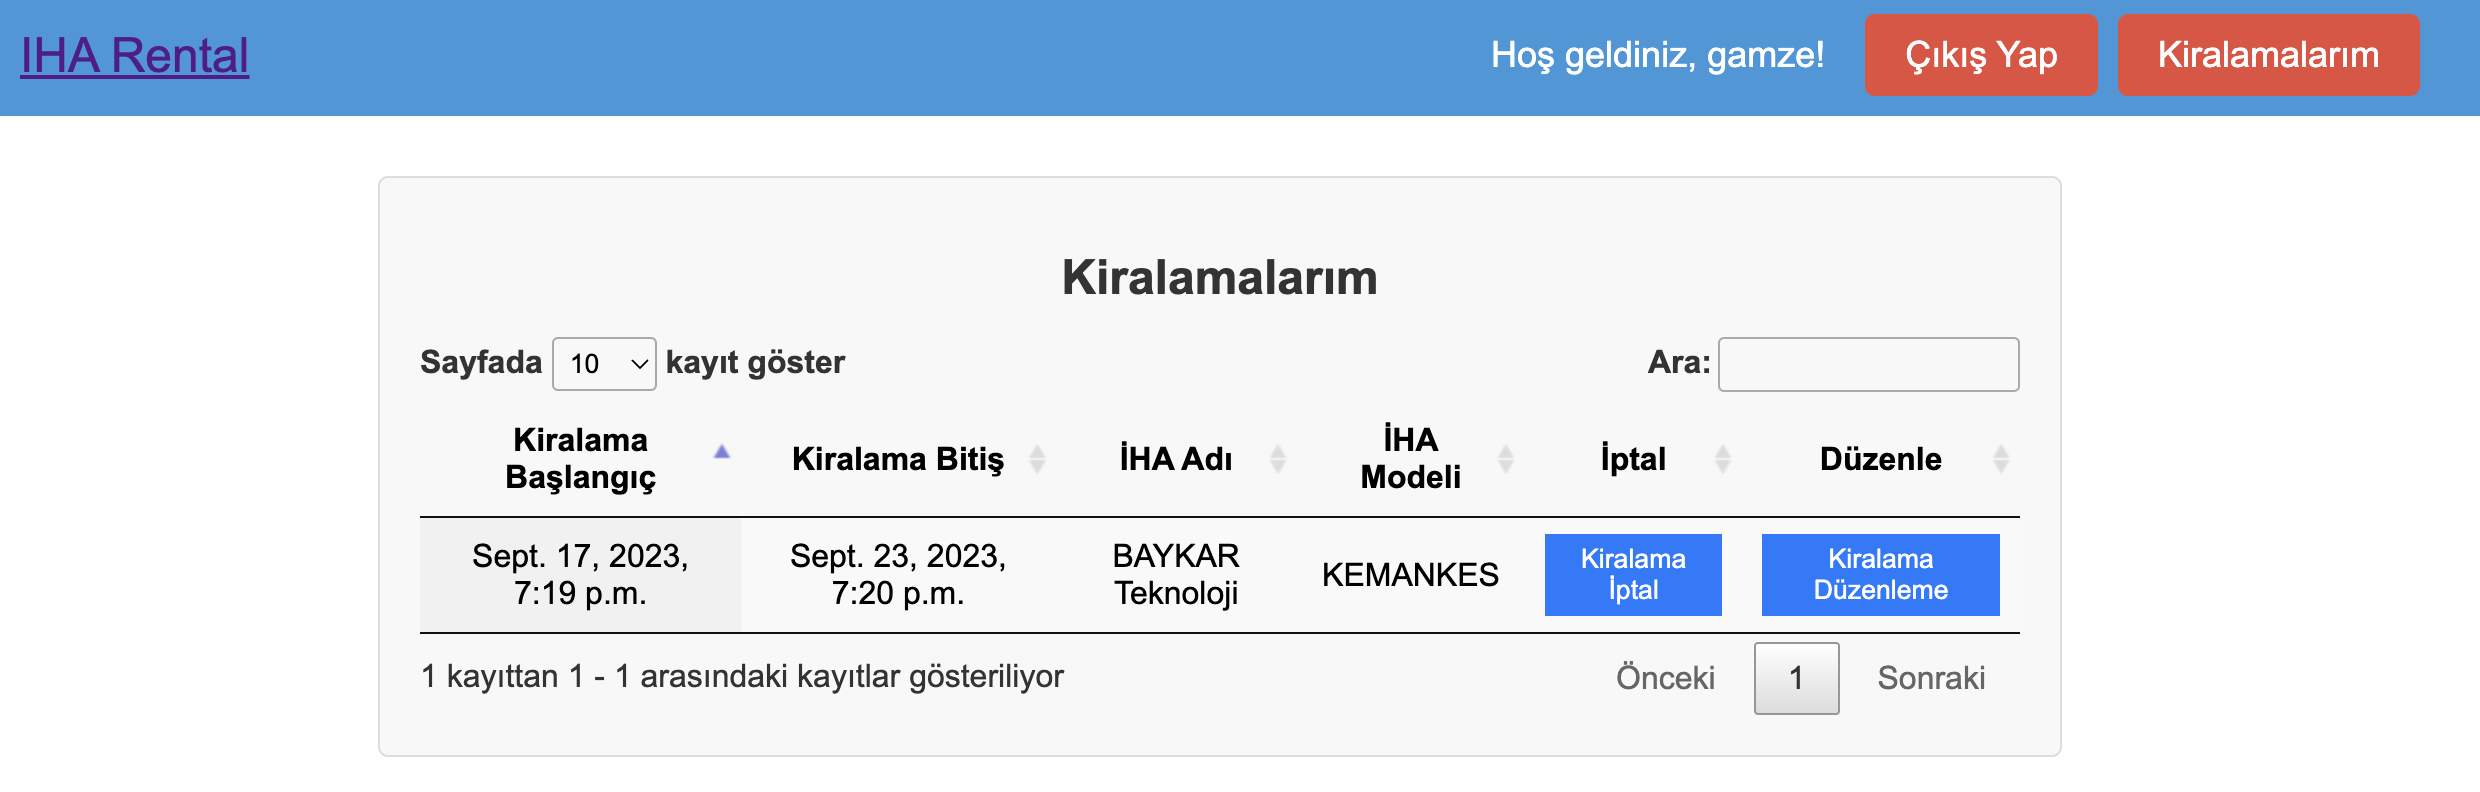 IHA Rental
Hoş geldiniz, gamze!
Çıkış Yap
Kiralamalarım
Kiralamalarım
Sayfada 10 kayıt göster
Ara:
Kiralama
Başlangıç
Kiralama Bitiş
İHA Adı
İHA
Modeli
İptal
Düzenle
Sept. 17, 2023,
7:19 p.m.
Sept. 23, 2023,
7:20 p.m.
BAYKAR
Teknoloji
KEMANKES
Kiralama
İptal
Kiralama
Düzenleme
1 kayıttan 1 - 1 arasındaki kayıtlar gösteriliyor
Önceki
1
Sonraki